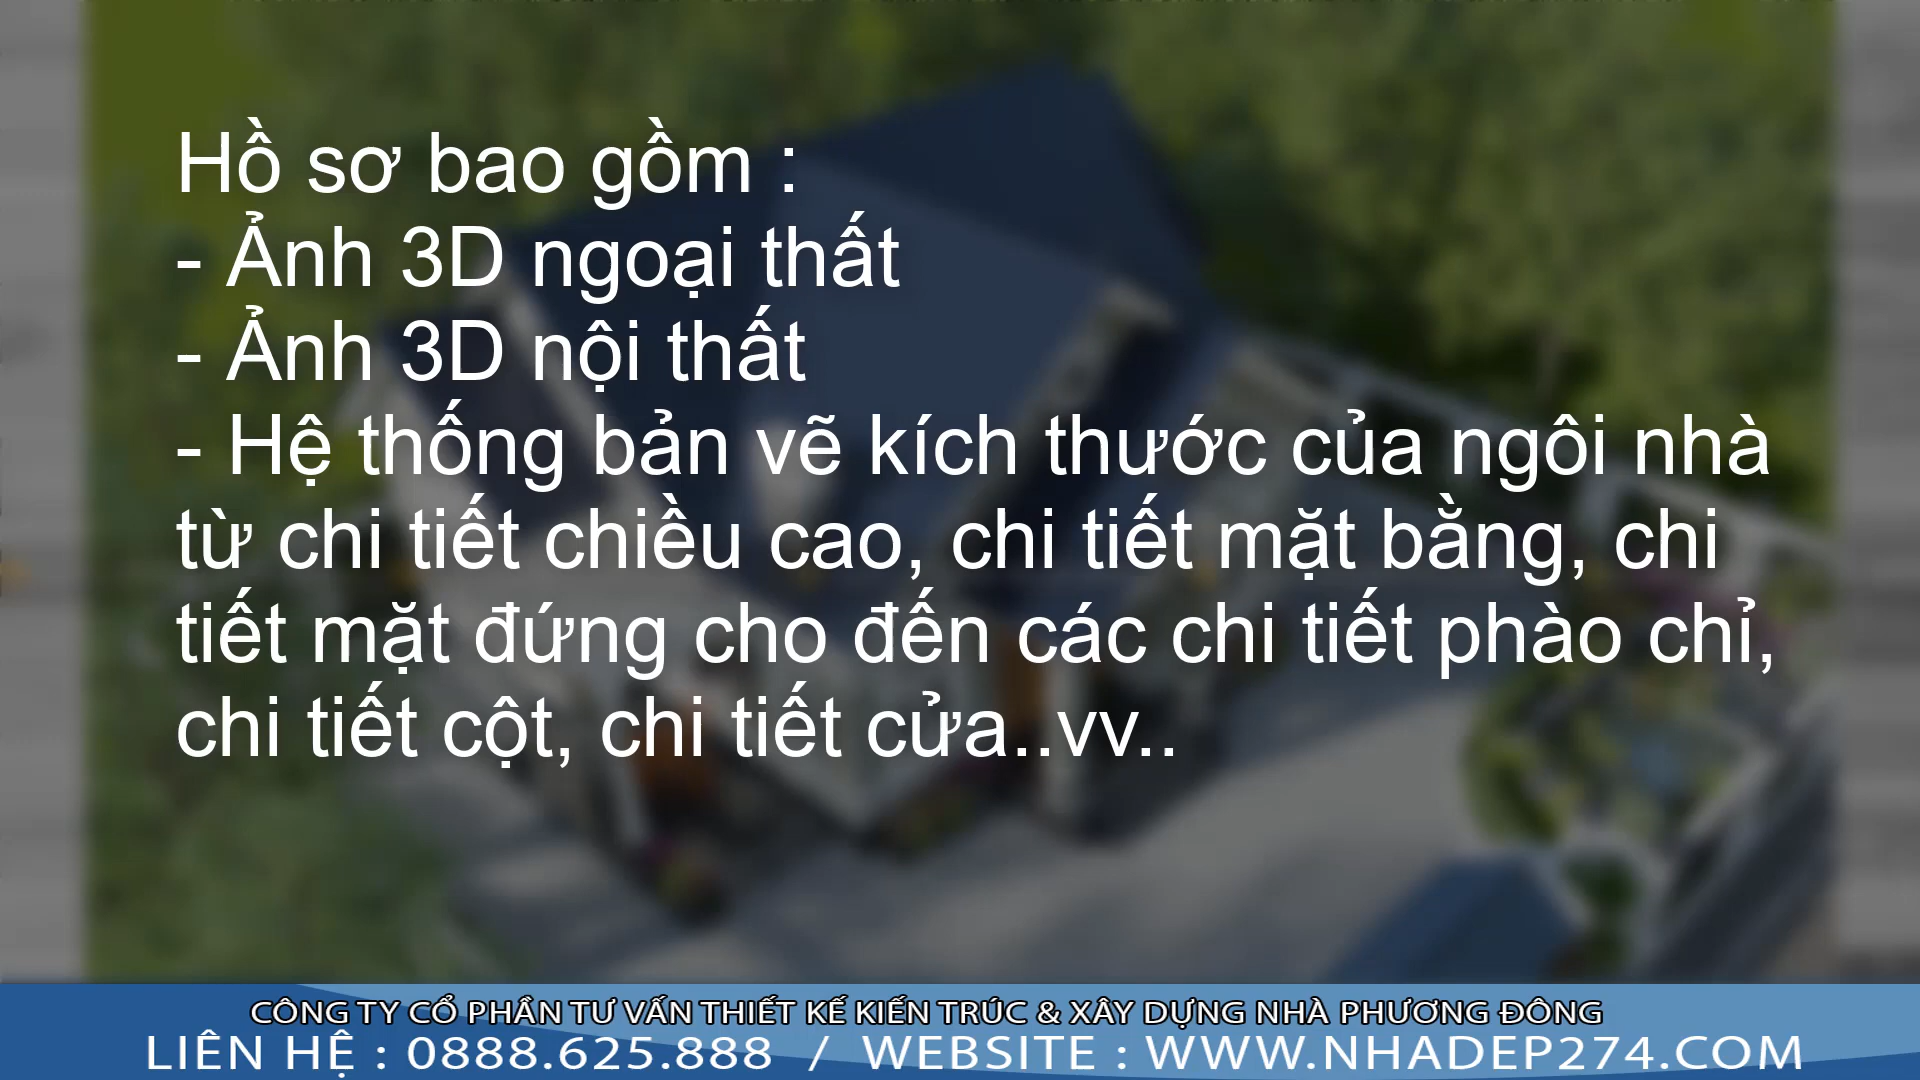 Hồ sơ bao gồm :
- Ảnh 3D ngoại thất
- Ảnh 3D nội thất
- Hệ thống bản vẽ kích thước của ngôi nhà
từ chi tiết chiều cao, chi tiết mặt bằng, chi
tiết mặt đứng cho đến các chi tiết phào chỉ,
chi tiết cột, chi tiết cửa..vv..
CÔNG TY CỔ PHẦN TƯ VẤN THIẾT KẾ KIẾN TRÚC & XÂY DỰNG NHÀ PHƯƠNG ĐÔNG
LIÊN HỆ : 0888.625.888 / WEBSITE : WWW.NHADEP274.COM